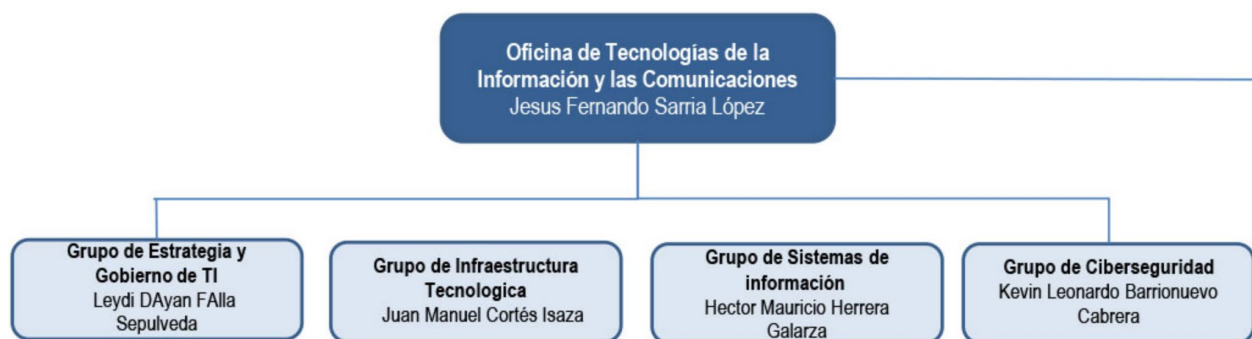 Oficina de Tecnologías de la
Información y las Comunicaciones
Jesus Fernando Sarria López
Grupo de Estrategia y
Gobierno de TI
Leydi DAyan FAlla
Sepulveda
Grupo de Infraestructura
Tecnologica
Juan Manuel Cortés Isaza
Grupo de Sistemas de
información
Hector Mauricio Herrera
Galarza
Grupo de Ciberseguridad
Kevin Leonardo Barrionuevo
Cabrera